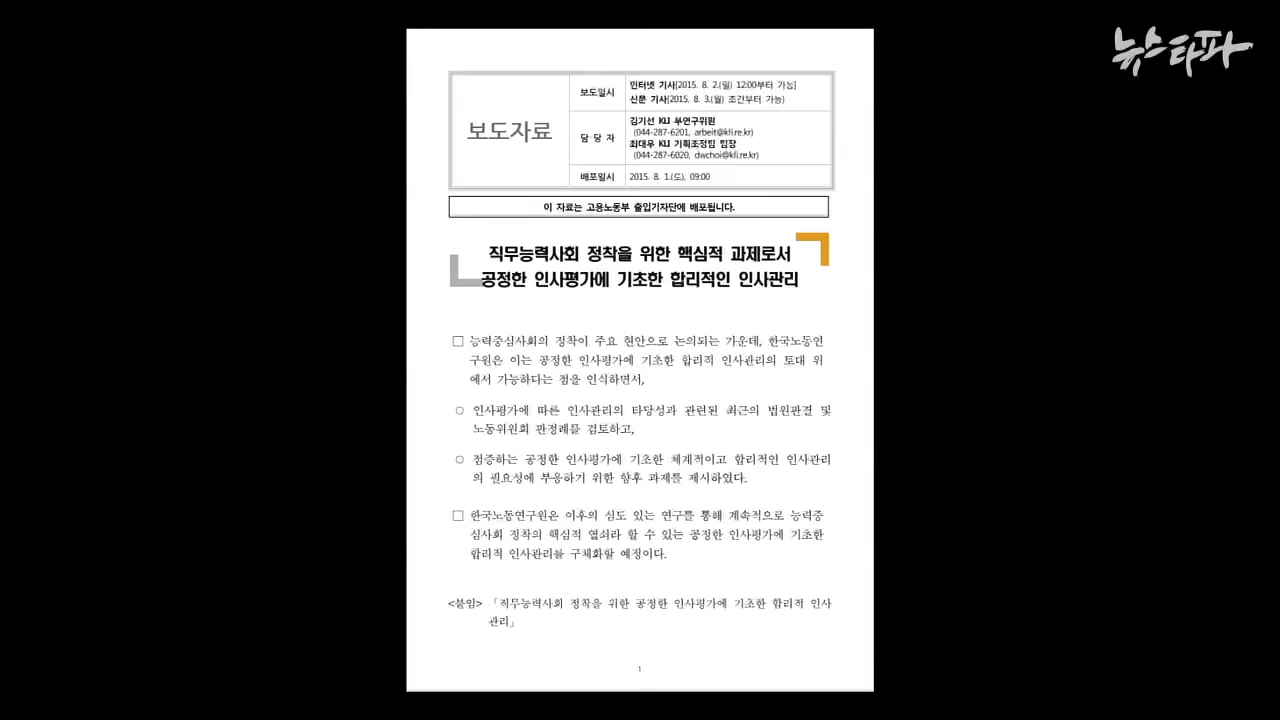 뉴스타파
보도자료
보도일시
인터넷 기사[2015. 8. 2.(일) 12:00부터 가능]
신문 기사[2015. 8. 3.(월) 조간부터 가능)
담 당 자
김기선 KLI 부연구위원
(044-287-6201, arbeit@kli.re.kr)
최대우 KLI 기획조정팀 팀장
(044-287-6020, dwchoi@kli.re.kr)
배포일시
2015. 8. 1.(토). 09:00
이 자료는 고용노동부 출입기자단에 배포됩니다.
직무능력사회 정착을 위한 핵심적 과제로서
공정한 인사평가에 기초한 합리적인 인사관리
□ 능력중심사회의 정착이 주요 현안으로 논의되는 가운데, 한국노동연
구원은 이는 공정한 인사평가에 기초한 합리적 인사관리의 토대 위
에서 가능하다는 점을 인식하면서,
○ 인사평가에 따른 인사관리의 타당성과 관련된 최근의 법원판결 및
노동위원회 판정례를 검토하고,
○ 점증하는 공정한 인사평가에 기초한 체계적이고 합리적인 인사관리
의 필요성에 부응하기 위한 향후 과제를 제시하였다.
□ 한국노동연구원은 이후의 심도 있는 연구를 통해 계속적으로 능력중
심사회 정착의 핵심적 열쇠라 할 수 있는 공정한 인사평가에 기초한
합리적 인사관리를 구체화할 예정이다.
<붙임> 「직무능력사회 정착을 위한 공정한 인사평가에 기초한 합리적 인사
관리」
1